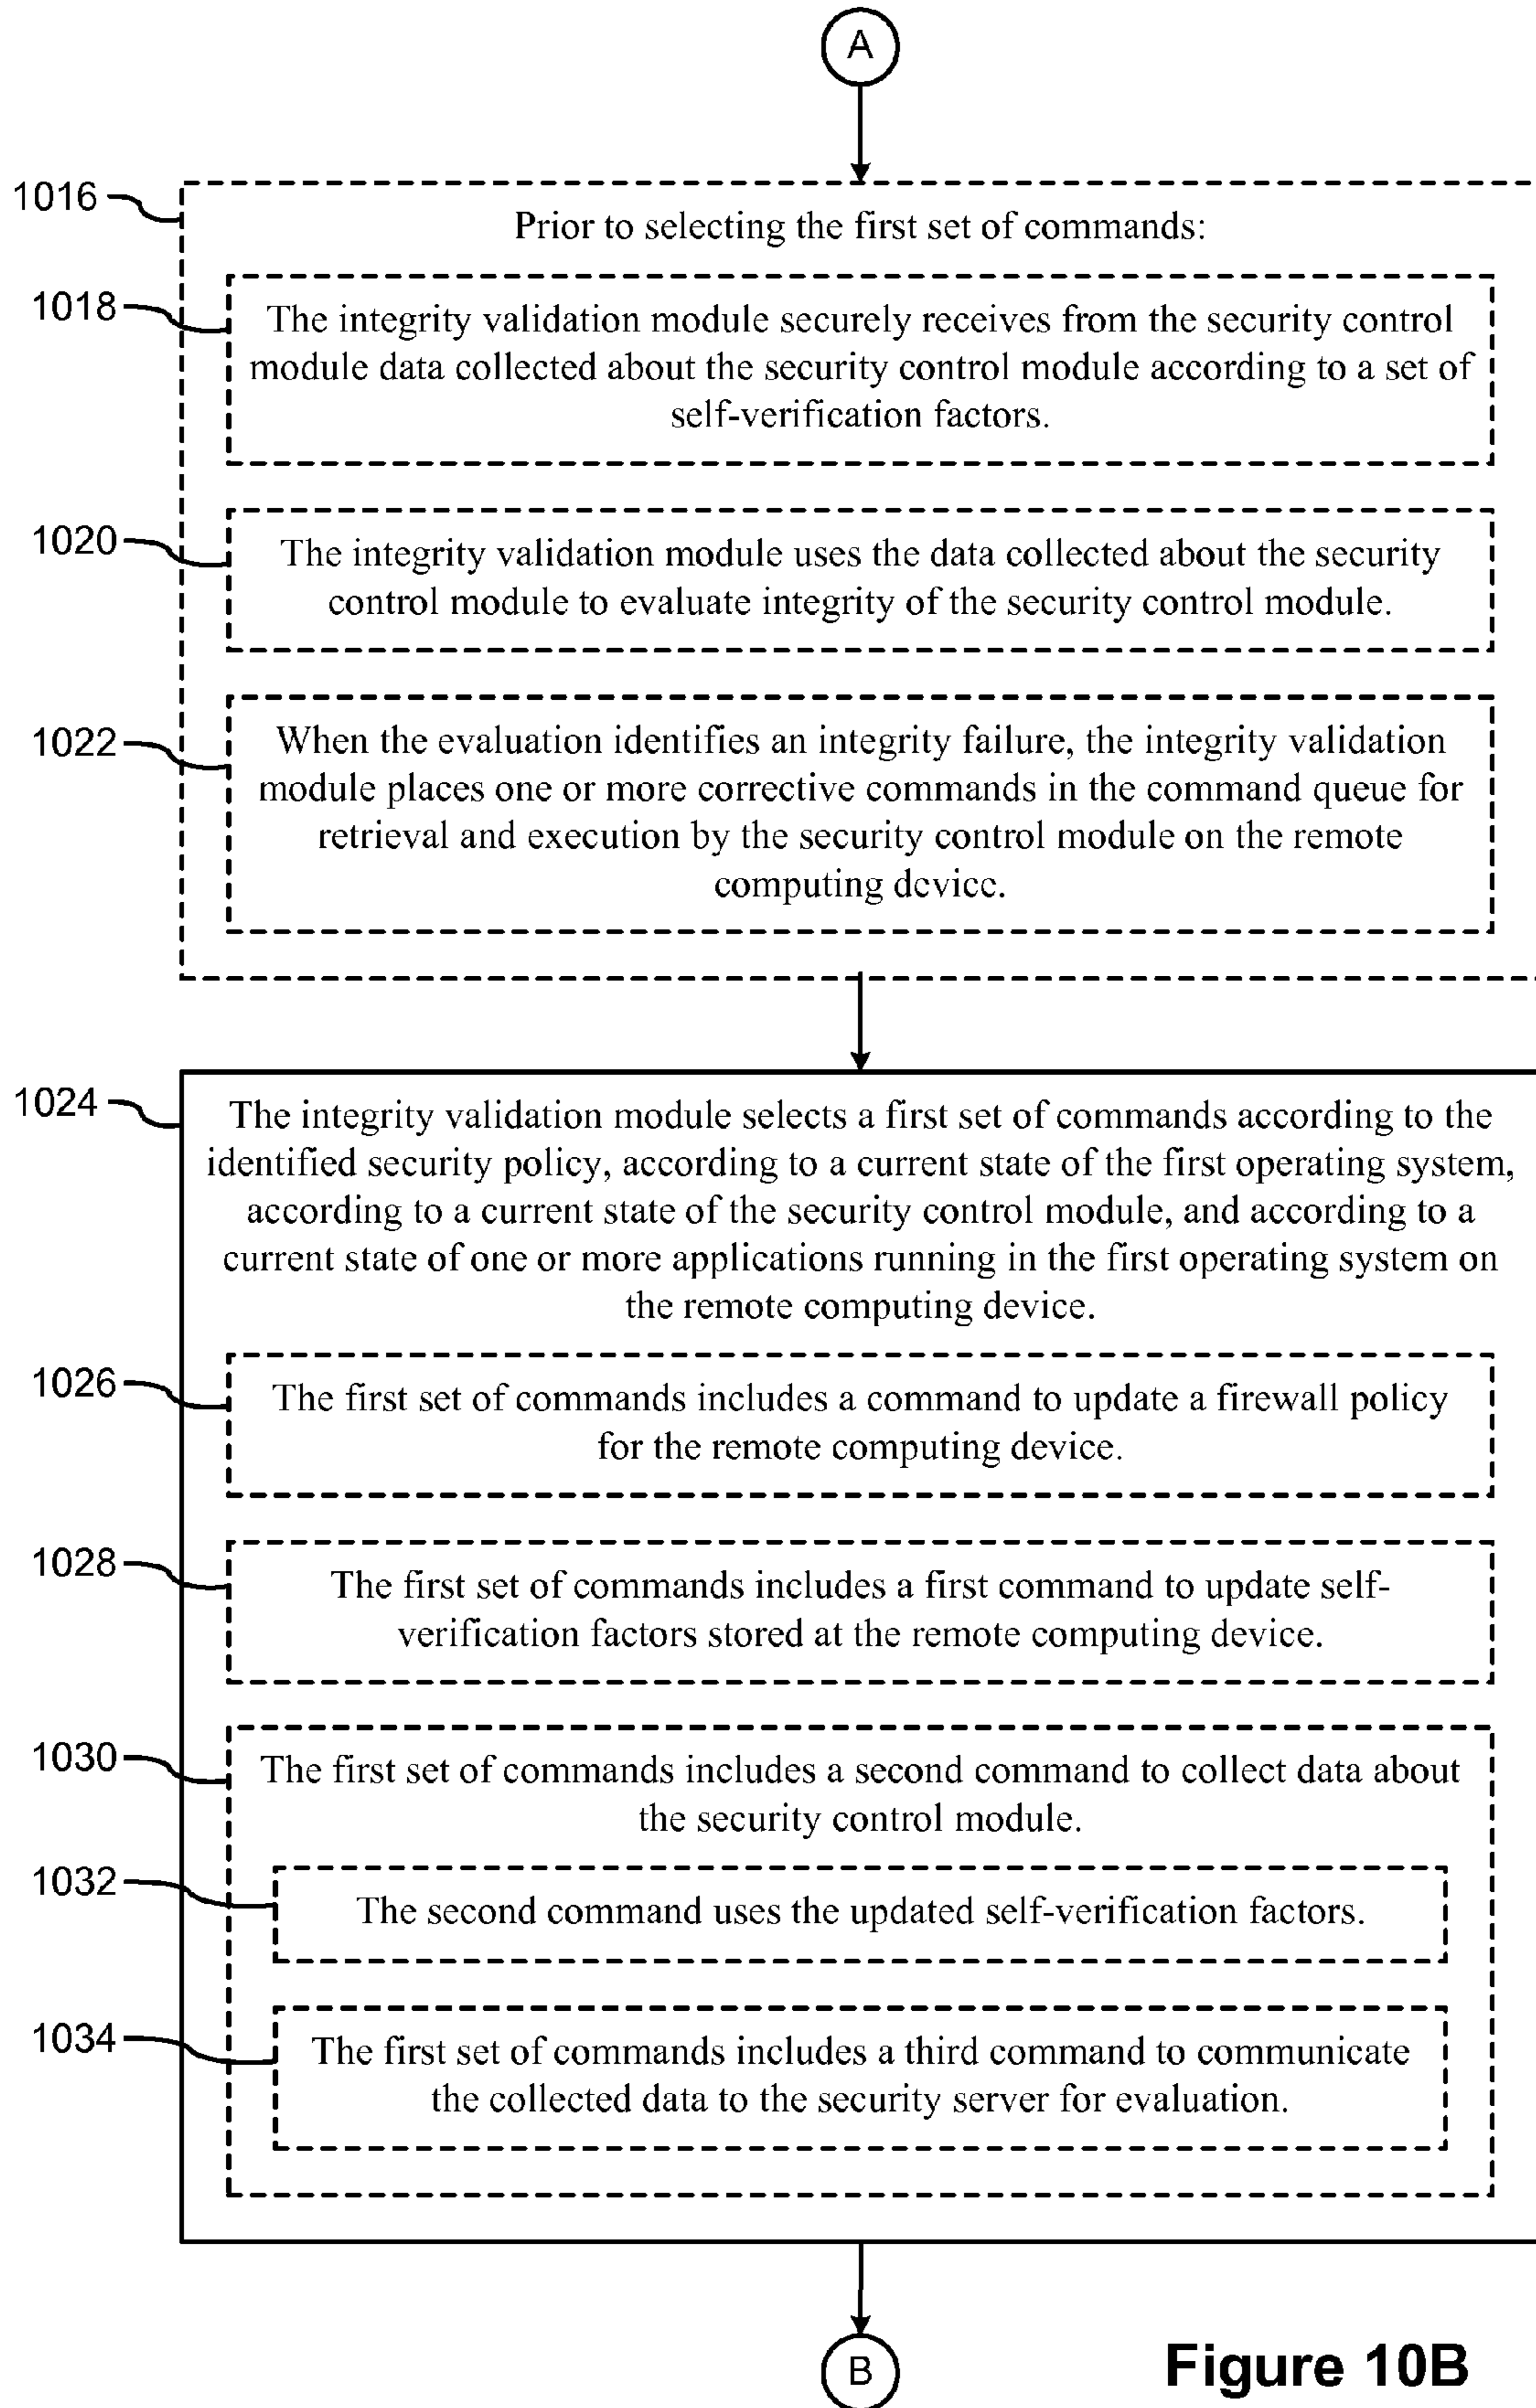 A
1016
Prior to selecting the first set of commands:
1018
The integrity validation module securely receives from the security control
module data collected about the security control module according to a set of
self-verification factors.
1020
The integrity validation module uses the data collected about the security
control module to evaluate integrity of the security control module.
1022
When the evaluation identifies an integrity failure, the integrity validation
module places one or more corrective commands in the command queue for
retrieval and execution by the security control module on the remote
computing device.
1024
The integrity validation module selects a first set of commands according to the
identified security policy, according to a current state of the first operating system,
according to a current state of the security control module, and according to a
current state of one or more applications running in the first operating system on
the remote computing device.
1026
The first set of commands includes a command to update a firewall policy
for the remote computing device.
1028
The first set of commands includes a first command to update self-
verification factors stored at the remote computing device.
1030
The first set of commands includes a second command to collect data about
the security control module.
1032
The second command uses the updated self-verification factors.
1034
The first set of commands includes a third command to communicate
the collected data to the security server for evaluation.
B
Figure 10B